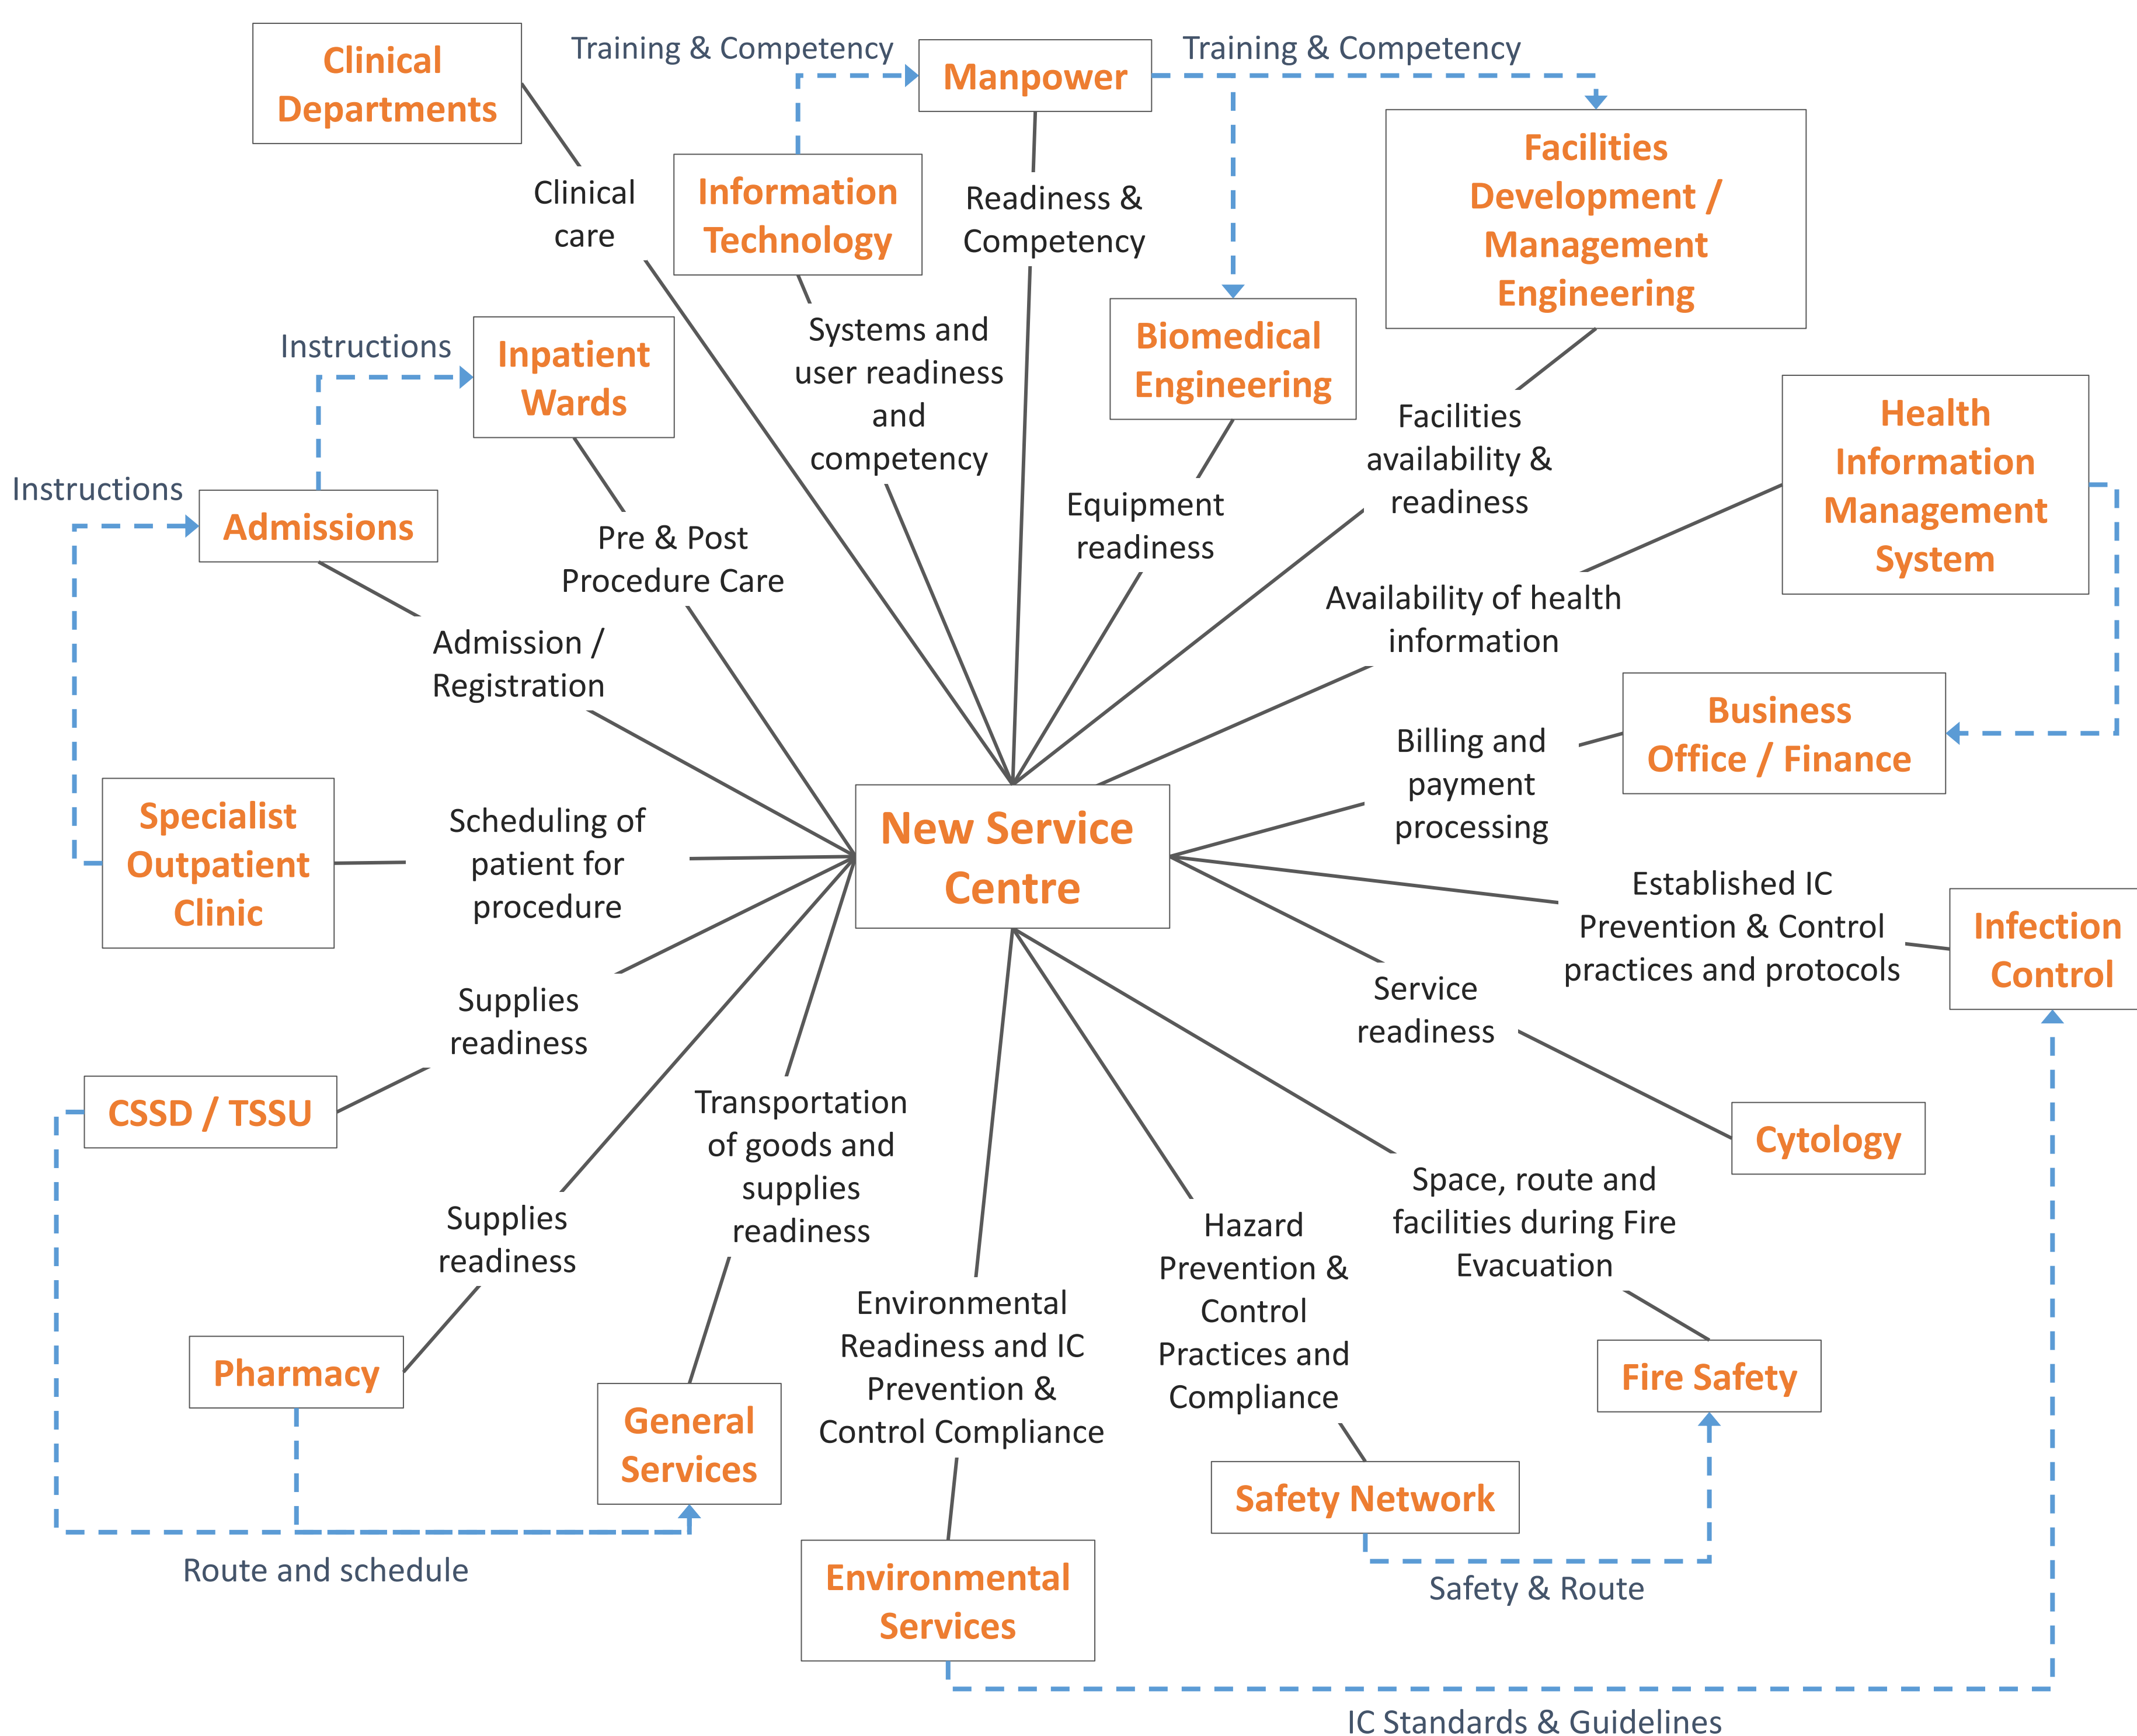 Clinical
Departments
Training & Competency
Manpower
Training & Competency
Clinical
care
Information
Technology
Readiness &
Competency
Facilities
Development /
Management
Engineering
Instructions
Inpatient
Wards
Systems and
user readiness
and
competency
Biomedical
Engineering
Facilities
availability &
readiness
Health
Information
Management
System
Instructions
Admissions
Pre & Post
Procedure Care
Equipment
readiness
Availability of health
information
Admission /
Registration
Billing and
payment
processing
Business
Office / Finance
Specialist
Outpatient
Clinic
Scheduling of
patient for
procedure
New Service
Centre
Established IC
Prevention & Control
practices and protocols
Infection
Control
Supplies
readiness
Service
readiness
CSSD / TSSU
Transportation
of goods and
supplies
readiness
Cytology
Supplies
readiness
Hazard
Prevention &
Control
Practices and
Compliance
Space, route and
facilities during Fire
Evacuation
Pharmacy
General
Services
Environmental
Readiness and IC
Prevention &
Control Compliance
Fire Safety
Safety Network
Route and schedule
Environmental
Services
Safety & Route
IC Standards & Guidelines